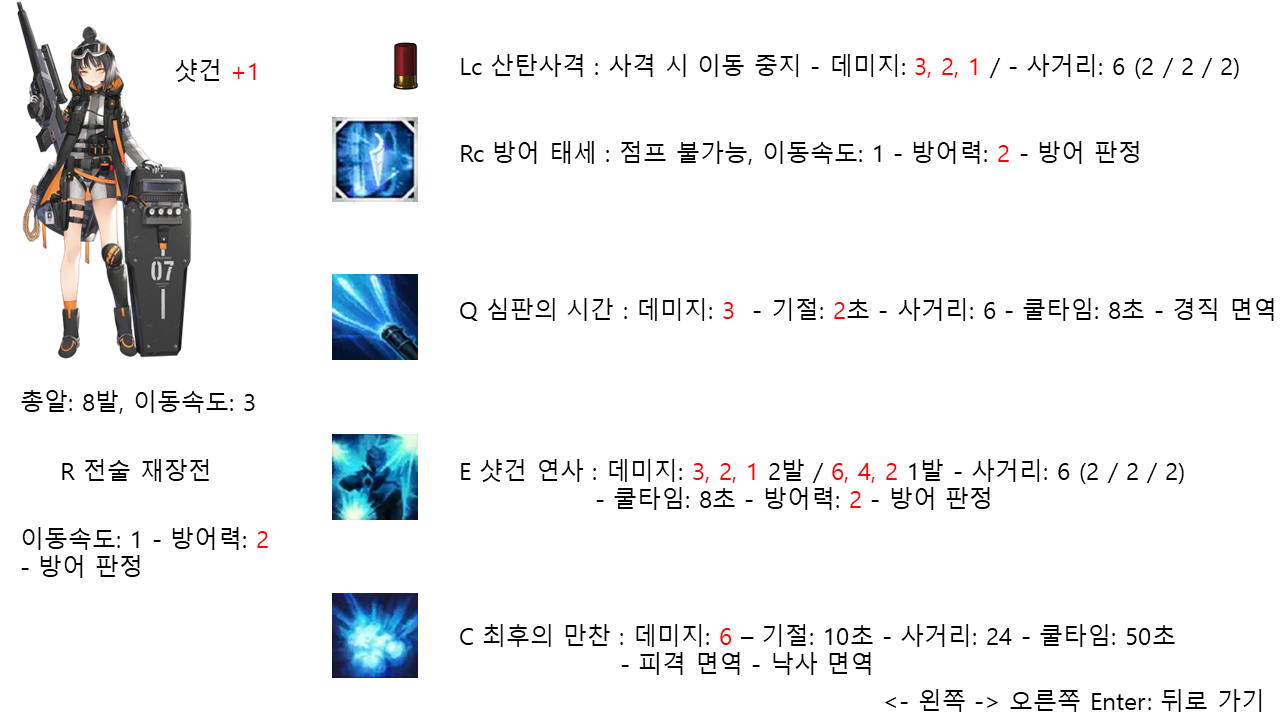 샷건 +1
Lc 산탄사격 : 사격 시 이동 중지 - 데미지: 3, 2, 1 / - 사거리: 6 (2 / 2 / 2)
Rc 방어 태세 : 점프 불가능, 이동속도: 1 - 방어력: 2 - 방어 판정
07
Q 심판의 시간 : 데미지: 3 - 기절: 2초 - 사거리: 6 - 쿨타임: 8초 - 경직 면역
총알: 8발, 이동속도: 3
R 전술 재장전
이동속도: 1 - 방어력: 2
- 방어 판정
E 샷건 연사 : 데미지: 3, 2, 1 2발 / 6, 4, 2 1발 - 사거리: 6 (2 / 2 / 2)
- 쿨타임: 8초 - 방어력: 2 - 방어 판정
C 최후의 만찬 : 데미지: 6 – 기절: 10초 - 사거리: 24 - 쿨타임: 50초
- 피격 면역 - 낙사 면역
<- 왼쪽 -> 오른쪽 Enter: 뒤로 가기